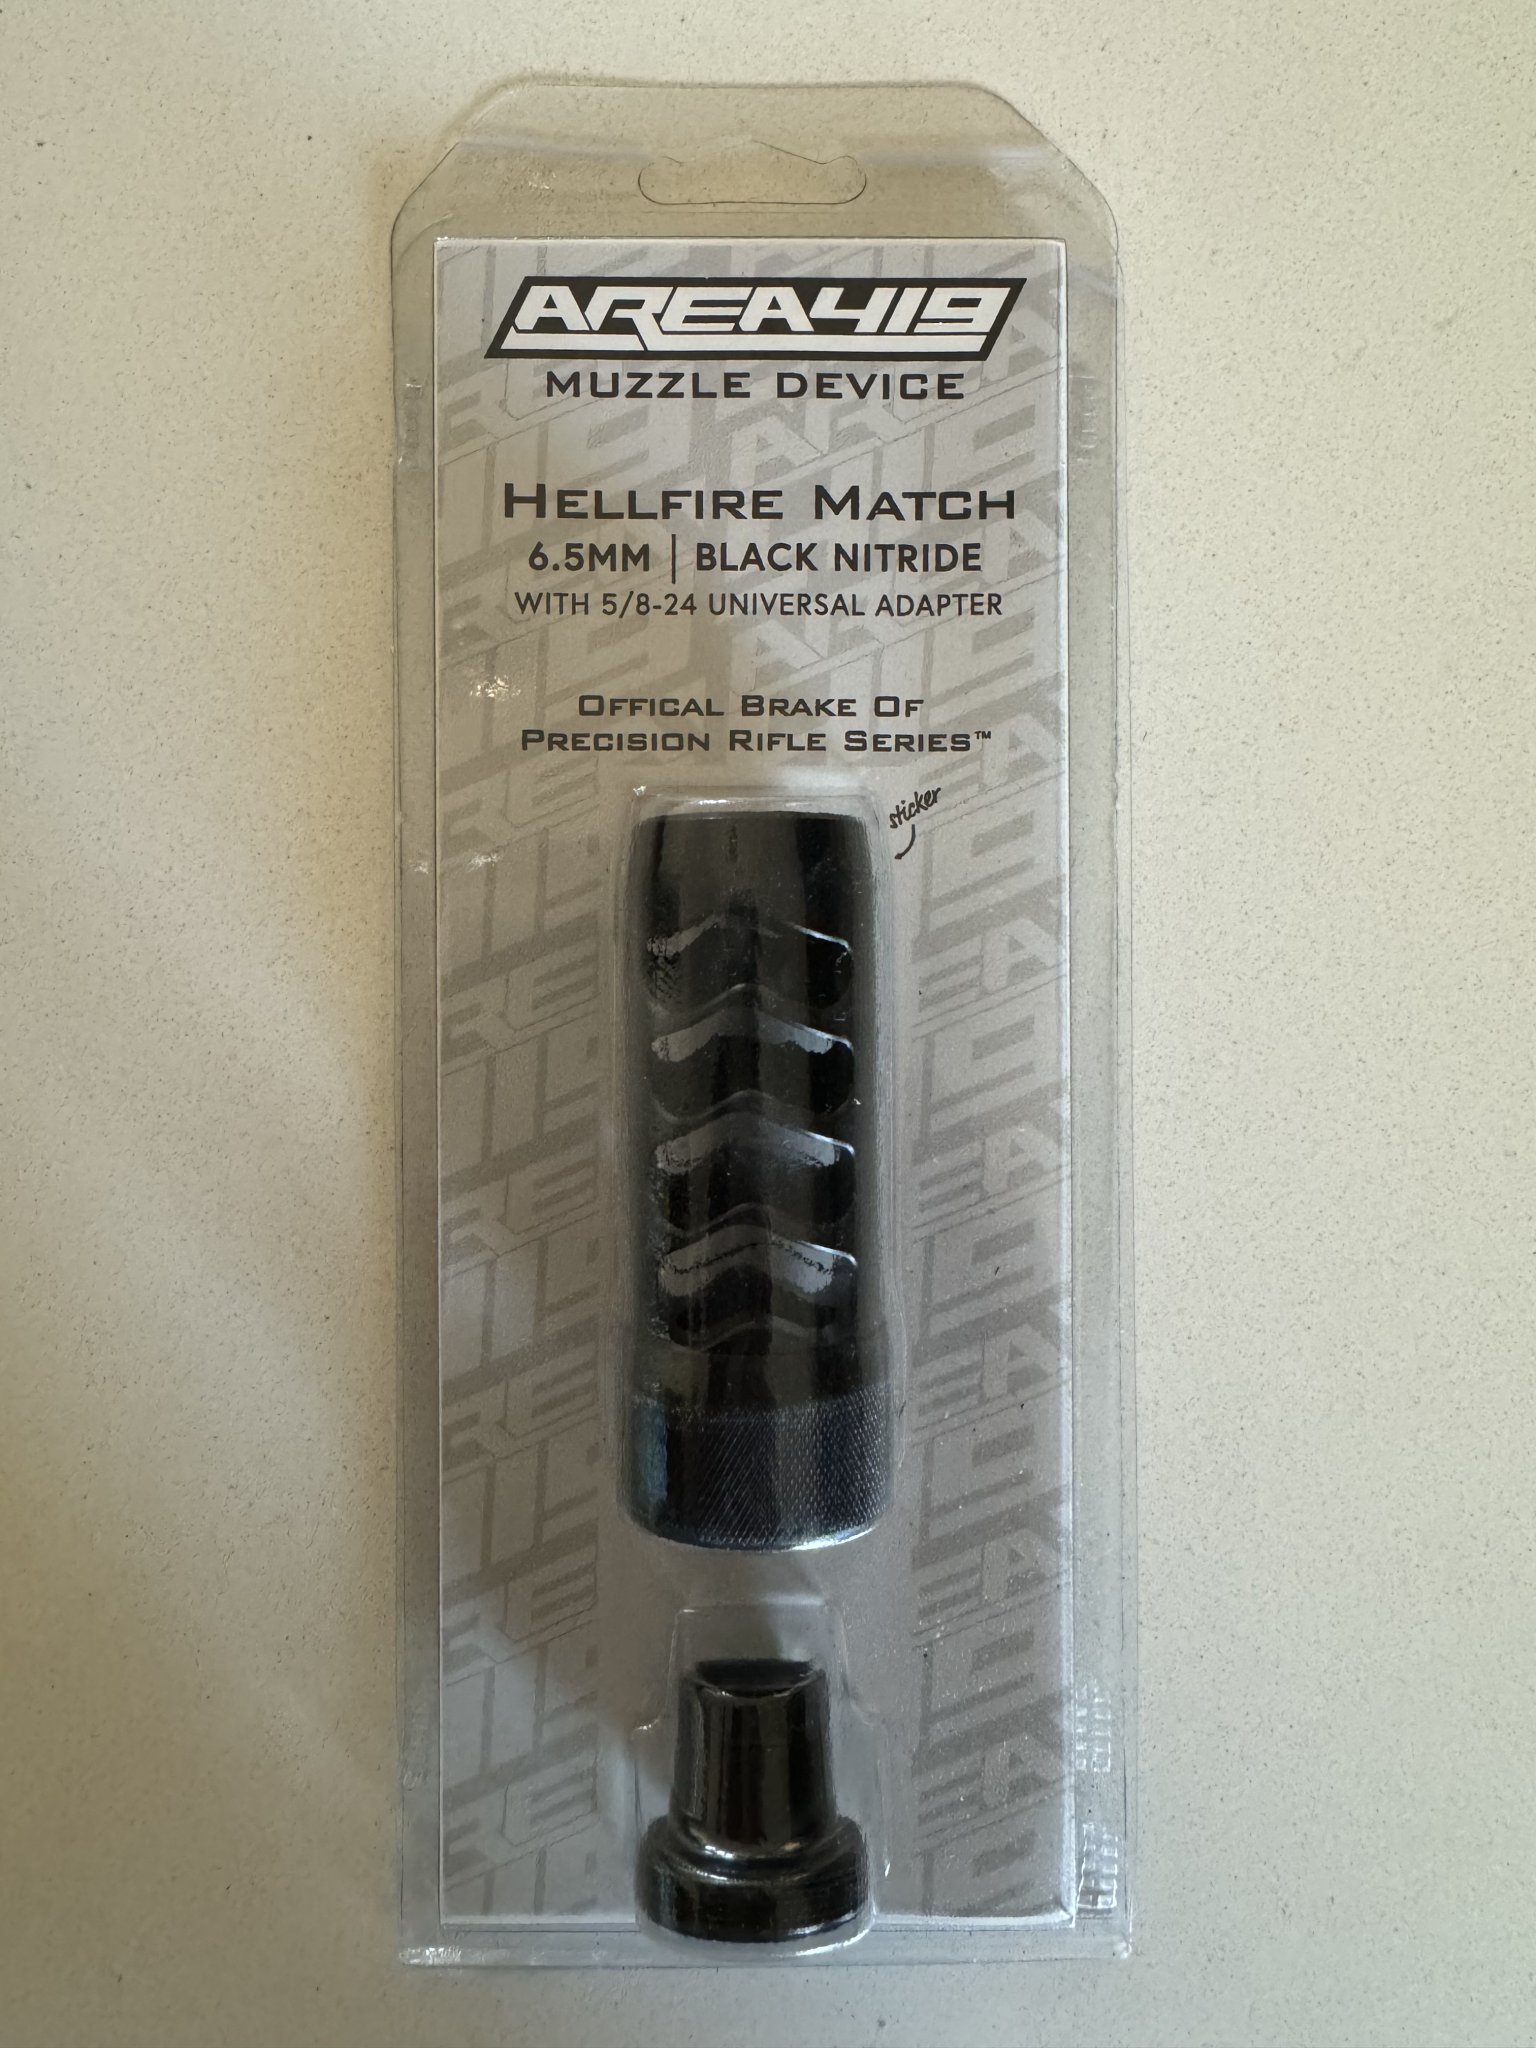 AREA419
MUZZLE DEVICE
HELLFIRE MATCH
6.5MM | BLACK NITRIDE
WITH 5/8-24 UNIVERSAL ADAPTER
OFFICAL BRAKE OF
PRECISION RIFLE SERIES™
sticker